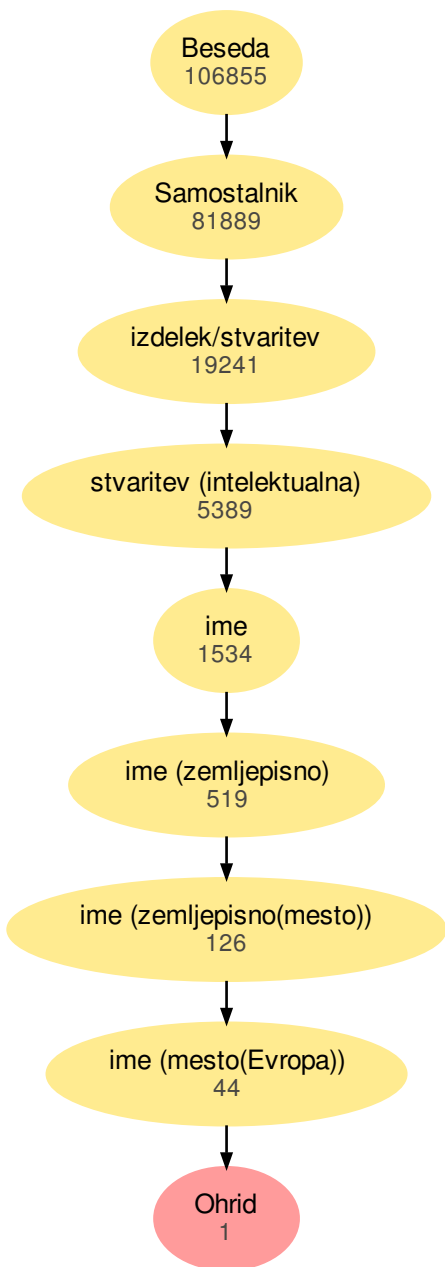 Beseda
106855
Samostalnik
81889
izdelek/stvaritev
19241
stvaritev (intelektualna)
5389
ime
1534
ime (zemljepisno)
519
ime (zemljepisno(mesto))
126
ime (mesto(Evropa))
44
Ohrid
1